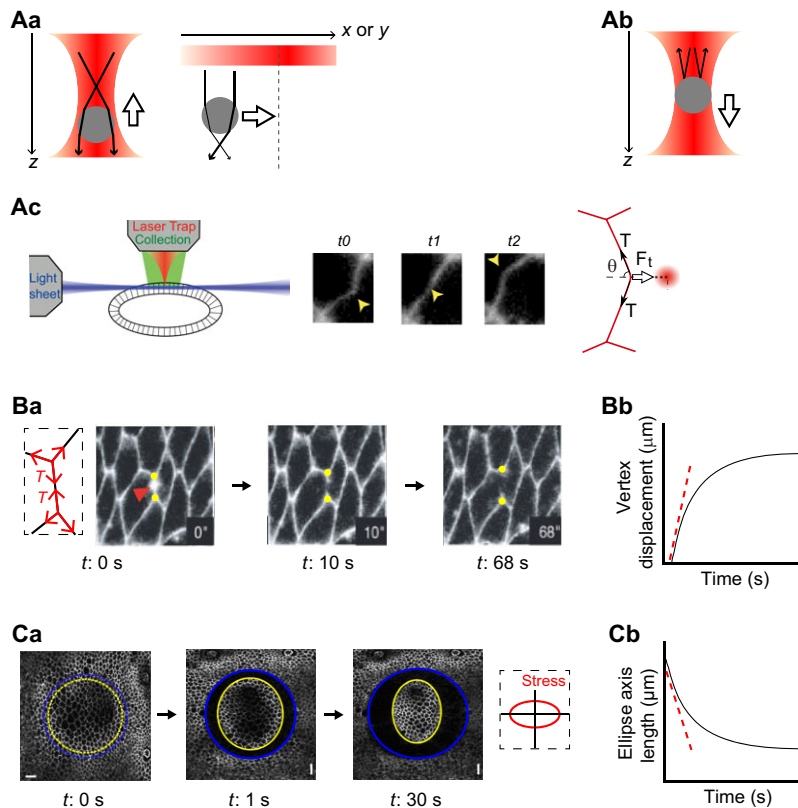 Aa
x or y
z
Ab
z
Ac
Laser Trap
Collection
Light
sheet
t0
t1
t2
T
θ
Ft
T
Ba
T
T
0"
10"
68"
t: 0 s
t: 10 s
t: 68 s
Bb
Vertex
displacement (μm)
Time (s)
Ca
Stress
t: 0 s
t: 1 s
t: 30 s
Cb
Ellipse axis
length (μm)
Time (s)